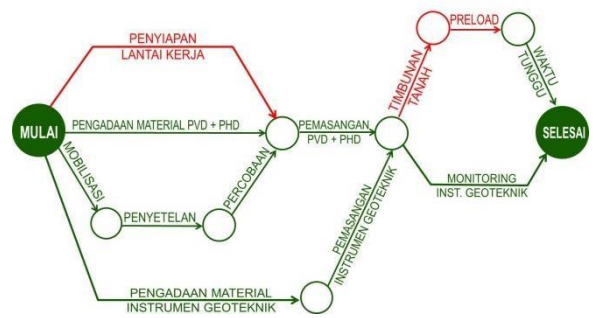 PENYIAPAN
LANTAI KERJA
PRELOAD
WAKTU
TUNGGU
TIMBUNAN
TANAH
MULAI
PENGADAAN MATERIAL PVD + PHD
PEMASANGAN
PVD + PHD
SELESAI
MOBILISASI
PENYETELAN
PERCOBAAN
PEMASANGAN
INSTRUMEN GEOTEKNIK
MONITORING
INST. GEOTEKNIK
PENGADAAN MATERIAL
INSTRUMEN GEOTEKNIK